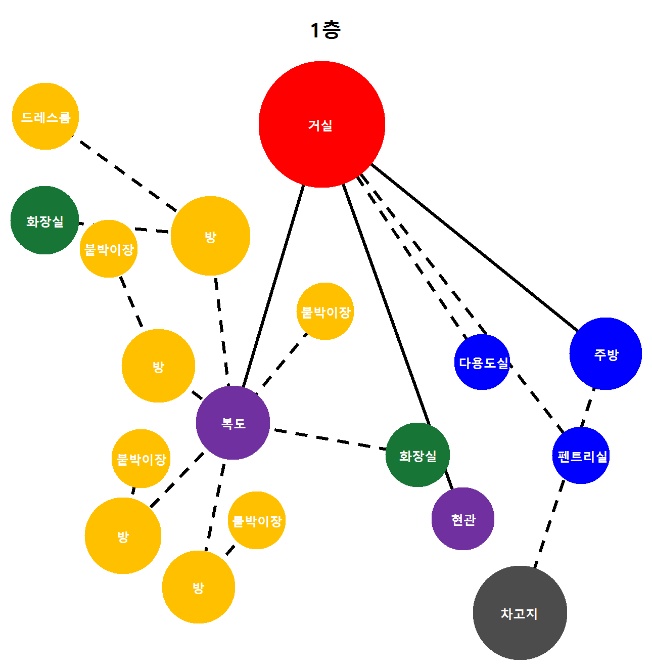 1층
거실
드레스룸
화장실
방
붙박이장
붙박이장
방
다용도실
주방
복도
화장실
펜트리실
붙박이장
방
붙박이장
현관
방
차고지